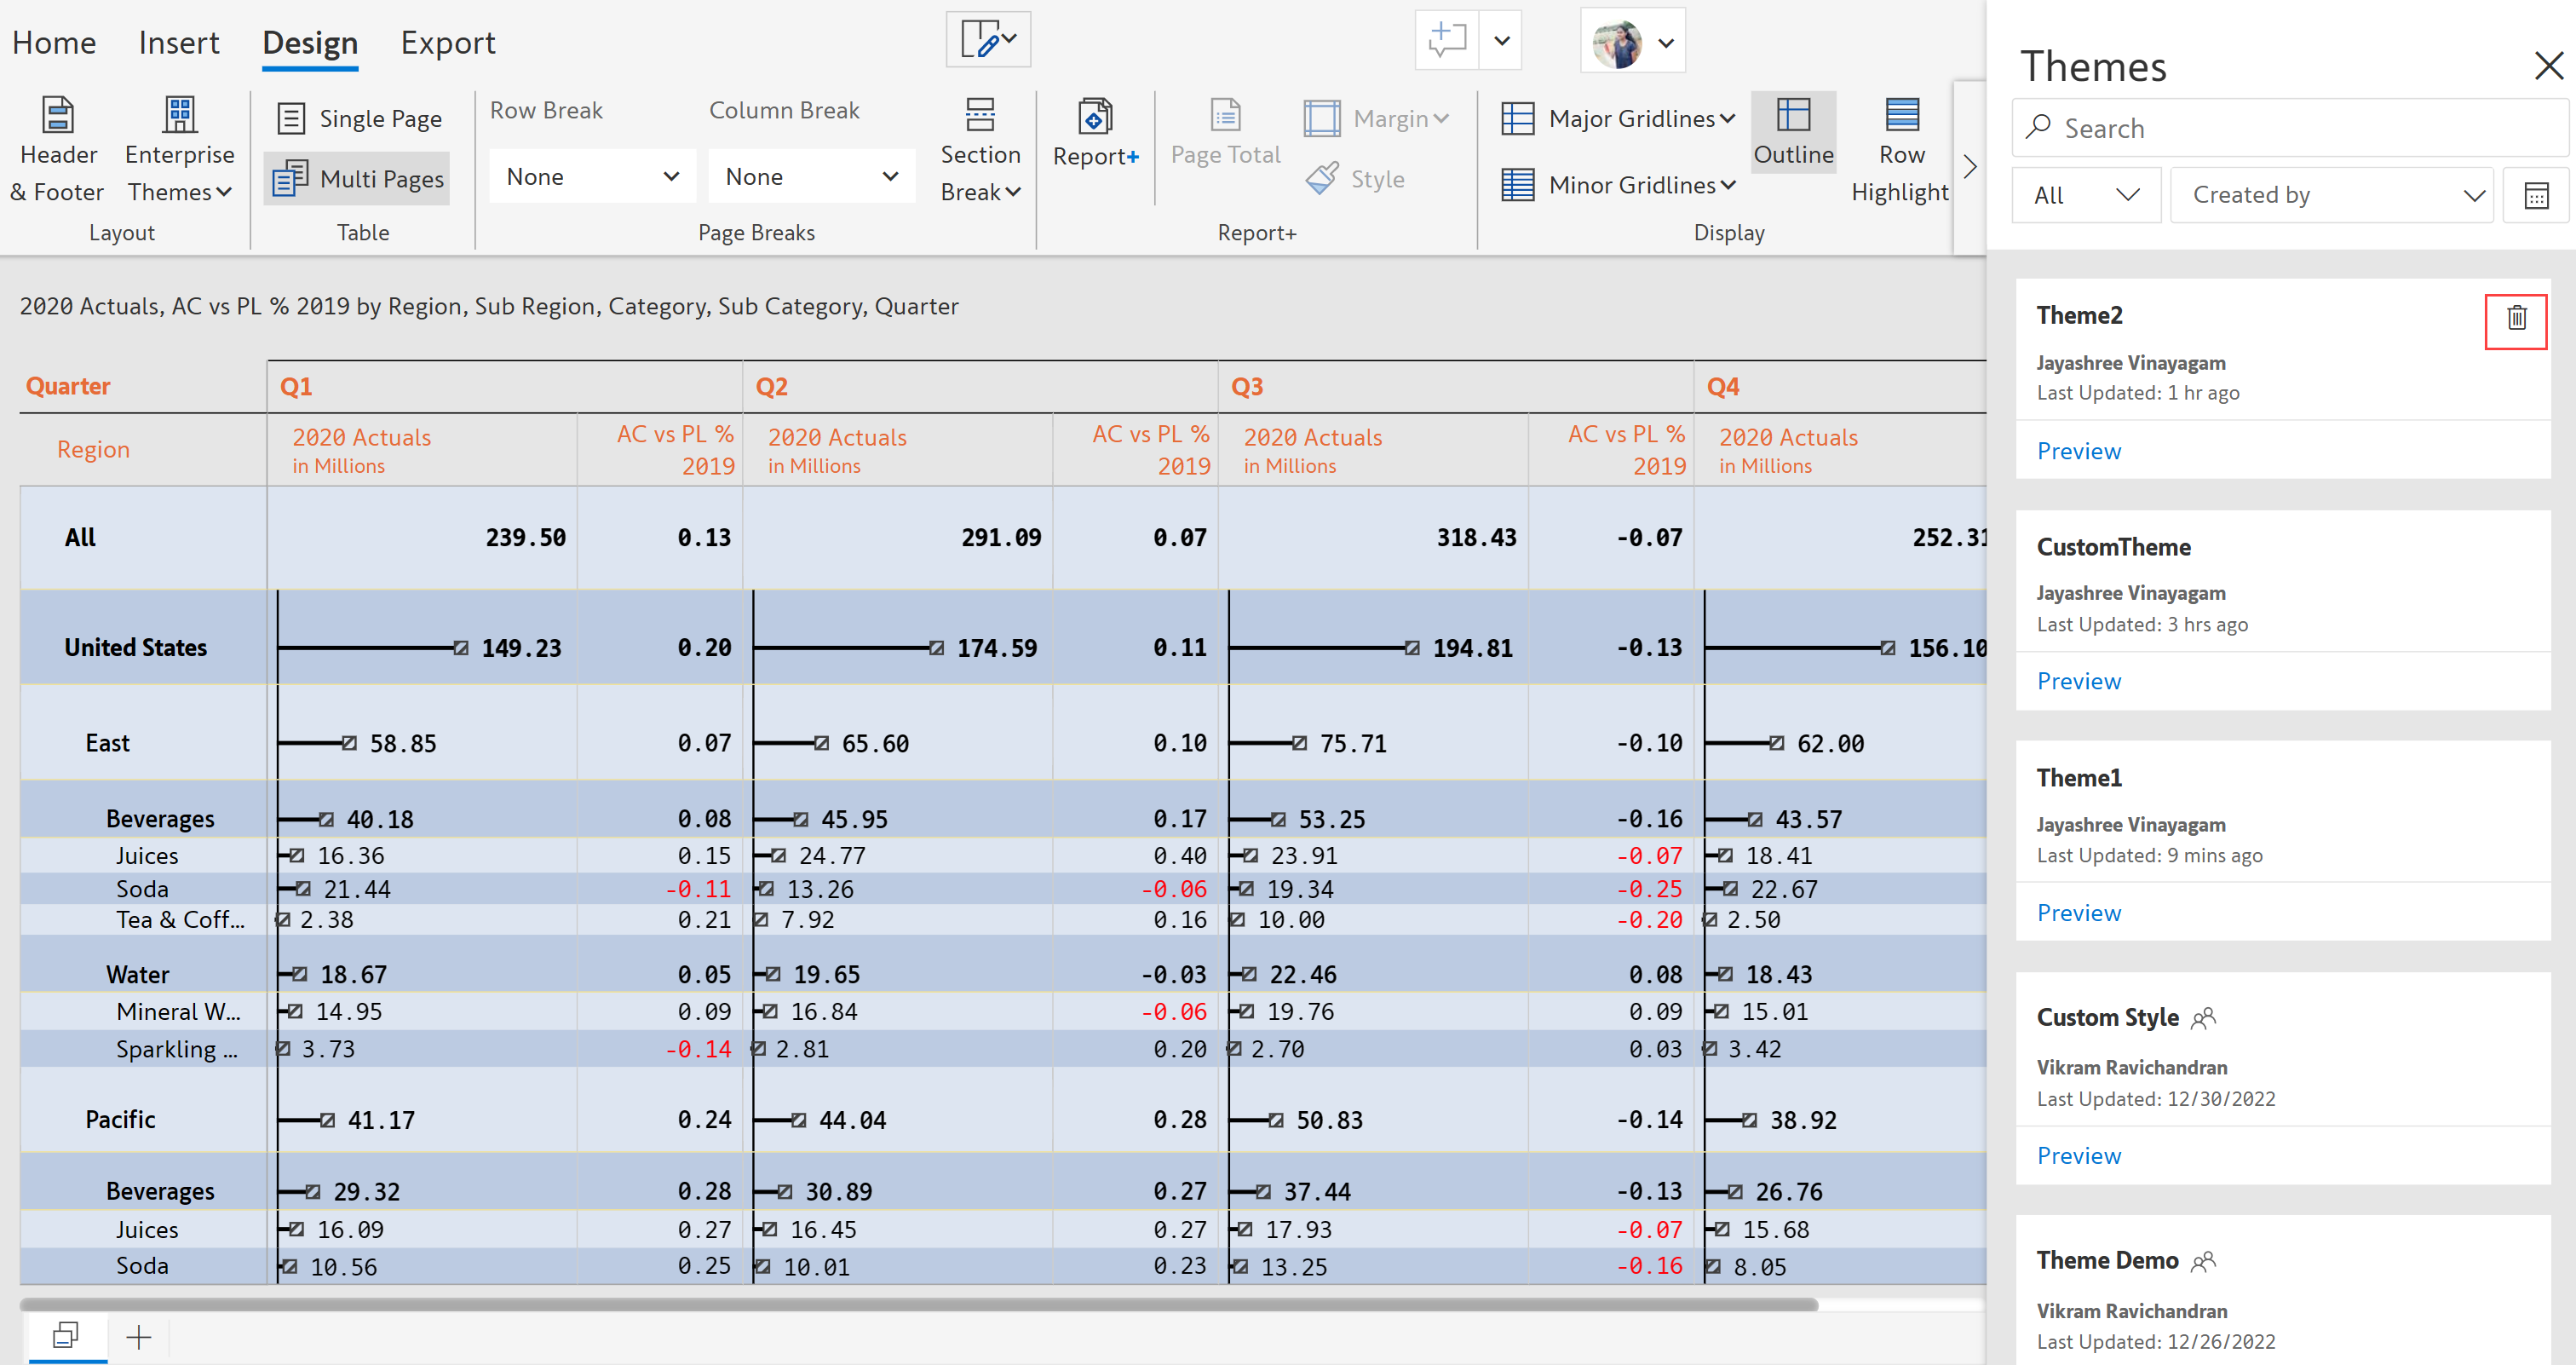 Home Insert Design Export
Header & Footer
Enterprise Themes
Layout
Single Page
Multi Pages
Table
Row Break
None
Column Break
None
Section Break
Page Breaks
Report+
Page Total
Margin
Style
Report+
Major Gridlines
Minor Gridlines
Outline
Row Highlight
Display
2020 Actuals, AC vs PL % 2019 by Region, Sub Region, Category, Sub Category, Quarter
Quarter Q1 Q2 Q3 Q4
Region 2020 Actuals in Millions AC vs PL % 2019 2020 Actuals in Millions AC vs PL % 2019 2020 Actuals in Millions AC vs PL % 2019 2020 Actuals in Millions
All 239.50 0.13 291.09 0.07 318.43 -0.07 252.31
United States 149.23 0.20 174.59 0.11 194.81 -0.13 156.10
East 58.85 0.07 65.60 0.10 75.71 -0.10 62.00
Beverages 40.18 0.08 45.95 0.17 53.25 -0.16 43.57
Juices 16.36 0.15 24.77 0.40 23.91 -0.07 18.41
Soda 21.44 -0.11 13.26 -0.06 19.34 -0.25 22.67
Tea & Coff... 2.38 0.21 7.92 0.16 10.00 -0.20 2.50
Water 18.67 0.05 19.65 -0.03 22.46 0.08 18.43
Mineral W... 14.95 0.09 16.84 -0.06 19.76 0.09 15.01
Sparkling ... 3.73 -0.14 2.81 0.20 2.70 0.03 3.42
Pacific 41.17 0.24 44.04 0.28 50.83 -0.14 38.92
Beverages 29.32 0.28 30.89 0.27 37.44 -0.13 26.76
Juices 16.09 0.27 16.45 0.27 17.93 -0.07 15.68
Soda 10.56 0.25 10.01 0.23 13.25 -0.16 8.05
Themes
Search
All Created by
Theme2
Jayashree Vinayagam
Last Updated: 1 hr ago
Preview
CustomTheme
Jayashree Vinayagam
Last Updated: 3 hrs ago
Preview
Theme1
Jayashree Vinayagam
Last Updated: 9 mins ago
Preview
Custom Style
Vikram Ravichandran
Last Updated: 12/30/2022
Preview
Theme Demo
Vikram Ravichandran
Last Updated: 12/26/2022